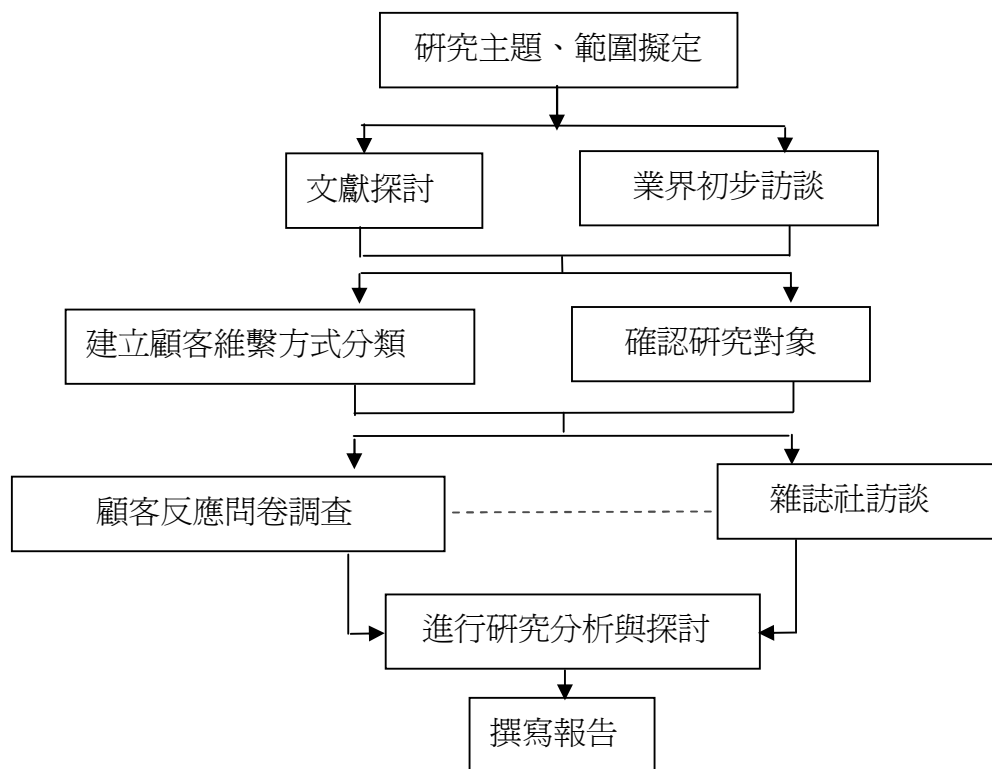 研究主題、範圍擬定
文獻探討
業界初步訪談
建立顧客維繫方式分類
確認研究對象
顧客反應問卷調查
雜誌社訪談
進行研究分析與探討
撰寫報告